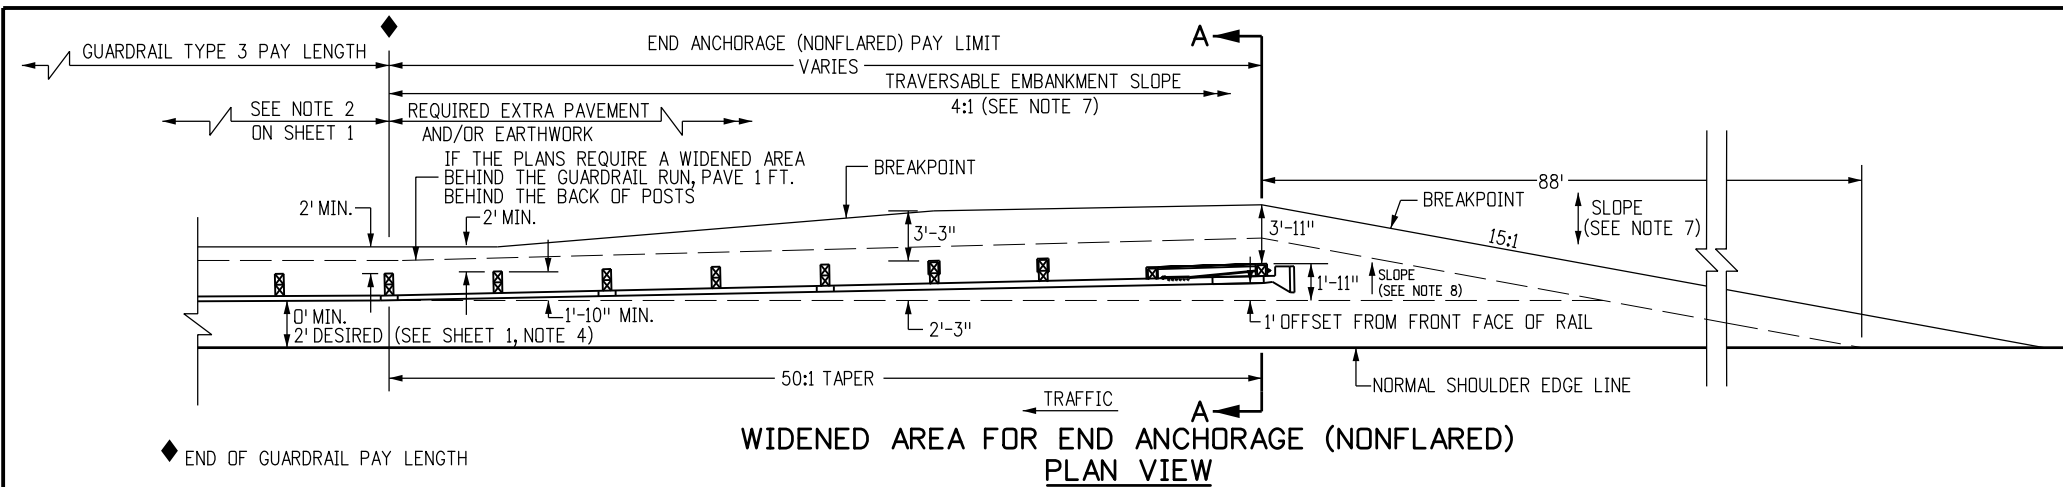 GUARDRAIL TYPE 3 PAY LENGTH
END ANCHORAGE (NONFLARED) PAY LIMIT
VARIES
A
TRAVERSABLE EMBANKMENT SLOPE
4:1 (SEE NOTE 7)
SEE NOTE 2
ON SHEET 1
REQUIRED EXTRA PAVEMENT
AND/OR EARTHWORK
IF THE PLANS REQUIRE A WIDENED AREA
BEHIND THE GUARDRAIL RUN, PAVE 1 FT.
BEHIND THE BACK OF POSTS
BREAKPOINT
88'
BREAKPOINT
SLOPE
(SEE NOTE 7)
2' MIN.
2' MIN.
3'-3"
3'-11"
15:1
1'-11"
SLOPE
(SEE NOTE 8)
0' MIN.
2' DESIRED (SEE SHEET 1, NOTE 4)
1'-10" MIN.
2'-3"
1' OFFSET FROM FRONT FACE OF RAIL
50:1 TAPER
NORMAL SHOULDER EDGE LINE
TRAFFIC
A
WIDENED AREA FOR END ANCHORAGE (NONFLARED)
PLAN VIEW
END OF GUARDRAIL PAY LENGTH